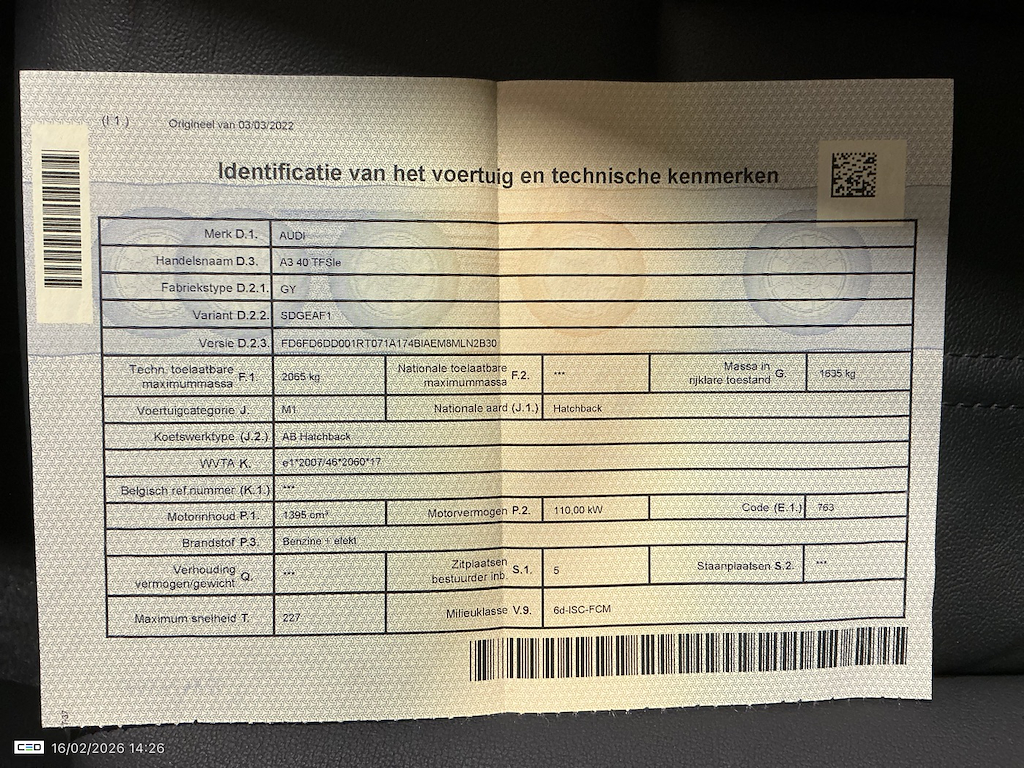 (I 1.) Origineel van 03/03/2022
Identificatie van het voertuig en technische kenmerken
Merk D.1. AUDI
Handelsnaam D.3. A3 40 TFSIe
Fabriekstype D.2.1. GY
Variant D.2.2. SDGEAF1
Versie D.2.3. FD6FD6DD001RT071A174BIAEM8MLN2B30
Techn. toelaatbare maximummassa F.1. 2065 kg Nationale toelaatbare maximummassa F.2. *** Massa in rijklare toestand G. 1635 kg
Voertuigcategorie J. M1 Nationale aard (J.1.) Hatchback
Koetswerktype (J.2.) AB Hatchback
WVTA K. e1*2007/46*2060*17
Belgisch ref.nummer (K.1.) ***
Motorinhoud P.1. 1395 cm³ Motorvermogen P.2. 110,00 kW Code (E.1.) 763
Brandstof P.3. Benzine + elekt
Verhouding vermogen/gewicht Q. *** Zitplaatsen bestuurder inb. S.1. 5 Staanplaatsen S.2. ***
Maximum snelheid T. 227 Milieuklasse V.9. 6d-ISC-FCM
CEO 16/02/2026 14:26